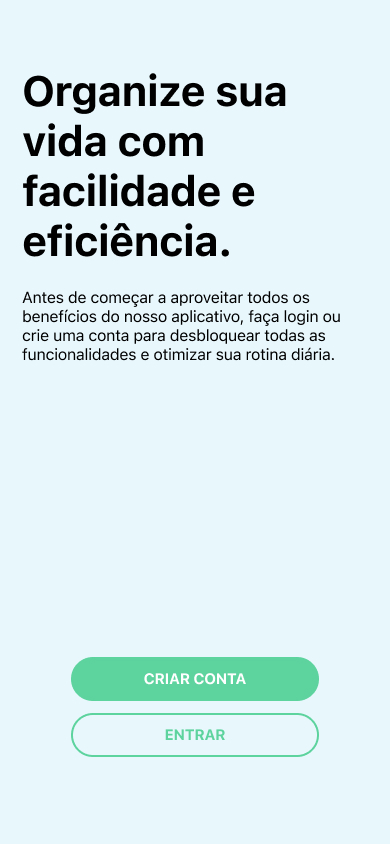 Organize sua
vida com
facilidade e
eficiência.
Antes de começar a aproveitar todos os
benefícios do nosso aplicativo, faça login ou
crie uma conta para desbloquear todas as
funcionalidades e otimizar sua rotina diária.
CRIAR CONTA
ENTRAR